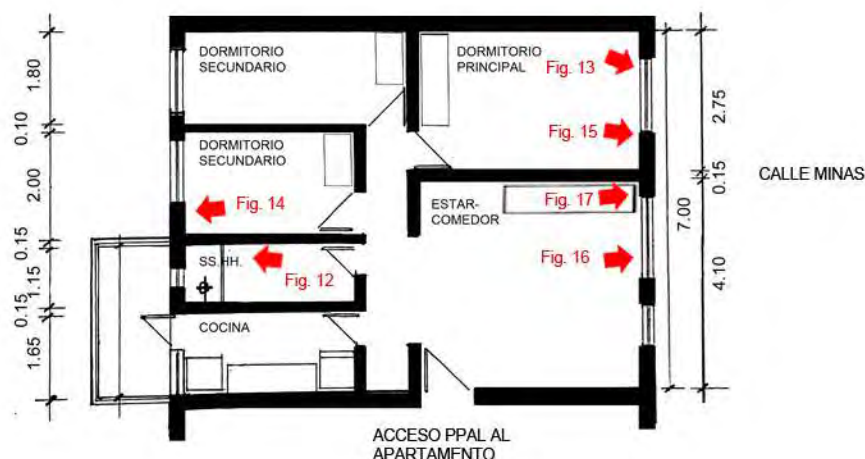 DORMITORIO
SECUNDARIO
DORMITORIO
PRINCIPAL
Fig. 13
Fig. 15
DORMITORIO
SECUNDARIO
Fig. 14
ESTAR-
COMEDOR
Fig. 17
Fig. 16
SS.HH.
Fig. 12
COCINA
ACCESO PPAL AL
APARTAMENTO
CALLE MINAS
1.80
0.10
2.00
0.15
1.15
0.15
1.65
2.75
0.15
4.10
7.00